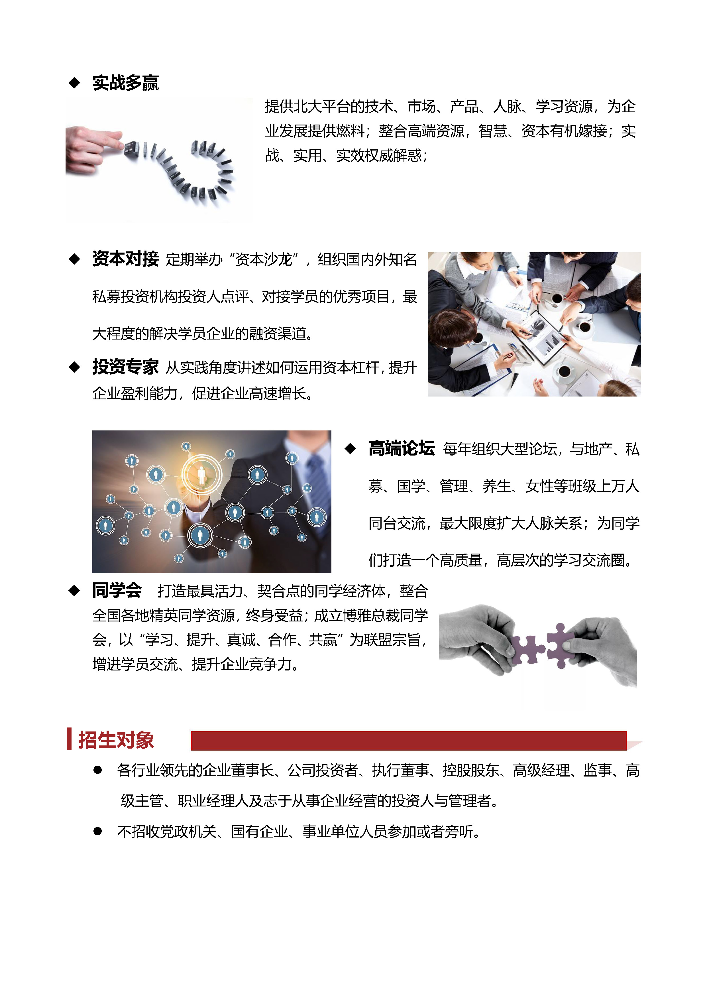 ◆ 实战多赢
提供北大平台的技术、市场、产品、人脉、学习资源，为企
业发展提供燃料；整合高端资源，智慧、资本有机嫁接；实
战、实用、实效权威解惑；
◆ 资本对接 定期举办“资本沙龙”，组织国内外知名
私募投资机构投资人点评、对接学员的优秀项目，最
大程度的解决学员企业的融资渠道。
◆ 投资专家 从实践角度讲述如何运用资本杠杆，提升
企业盈利能力，促进企业高速增长。
◆ 高端论坛 每年组织大型论坛，与地产、私
募、国学、管理、养生、女性等班级上万人
同台交流，最大限度扩大人脉关系；为同学
们打造一个高质量，高层次的学习交流圈。
◆ 同学会 打造最具活力、契合点的同学经济体，整合
全国各地精英同学资源，终身受益；成立博雅总裁同学
会，以“学习、提升、真诚、合作、共赢”为联盟宗旨，
增进学员交流、提升企业竞争力。
招生对象
● 各行业领先的企业董事长、公司投资者、执行董事、控股股东、高级经理、监事、高
级主管、职业经理人及志于从事企业经营的投资人与管理者。
● 不招收党政机关、国有企业、事业单位人员参加或者旁听。